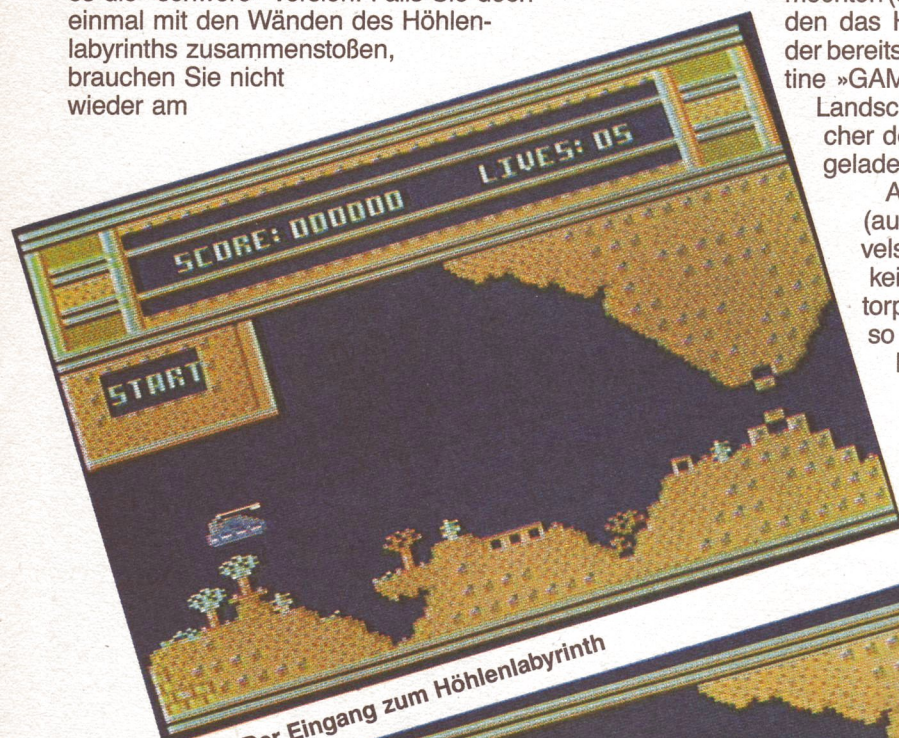 einmal mit den Wänden des Höhlen-
labyrinths zusammenstoßen,
brauchen Sie nicht
wieder am
SCORE: 000000 LIVES: 05
START
Der Eingang zum Höhlenlabyrinth
den das H
der bereits
tine »GAM
Landsc
cher de
gelade
A
(au
vels
kei
torp
so